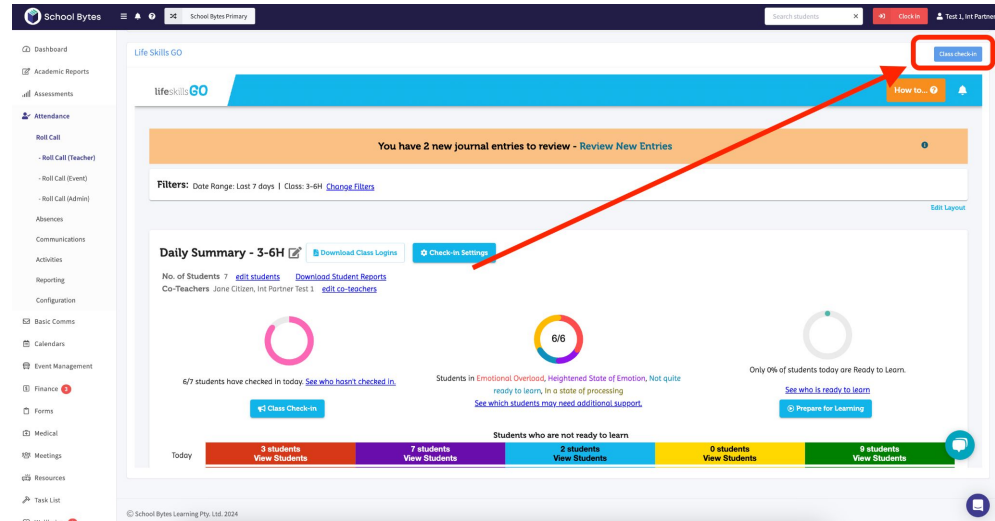 School Bytes
School Bytes Primary
Search students
Clock in
Test 1, Int Partner
Dashboard
Academic Reports
Assessments
Attendance
Roll Call
- Roll Call (Teacher)
- Roll Call (Event)
- Roll Call (Admin)
Absences
Communications
Activities
Reporting
Configuration
Basic Comms
Calendars
Event Management
Finance 3
Forms
Medical
Meetings
Resources
Task List
Life Skills GO
Class check-in
lifeskills GO
How to...
You have 2 new journal entries to review - Review New Entries
Filters: Date Range: Last 7 days | Class: 3-6H Change Filters
Edit Layout
Daily Summary - 3-6H
Download Class Logins
Check-In Settings
No. of Students 7 edit students Download Student Reports
Co-Teachers Jane Citizen, Int Partner Test 1 edit co-teachers
6/7 students have checked in today. See who hasn't checked in.
Class Check-in
6/6
Students in Emotional Overload, Heightened State of Emotion, Not quite
ready to learn, In a state of processing
See which students may need additional support.
Only 0% of students today are Ready to Learn.
See who is ready to learn
Prepare for Learning
Students who are not ready to learn
Today
3 students
View Students
7 students
View Students
2 students
View Students
0 students
View Students
9 students
View Students
© School Bytes Learning Pty. Ltd. 2024